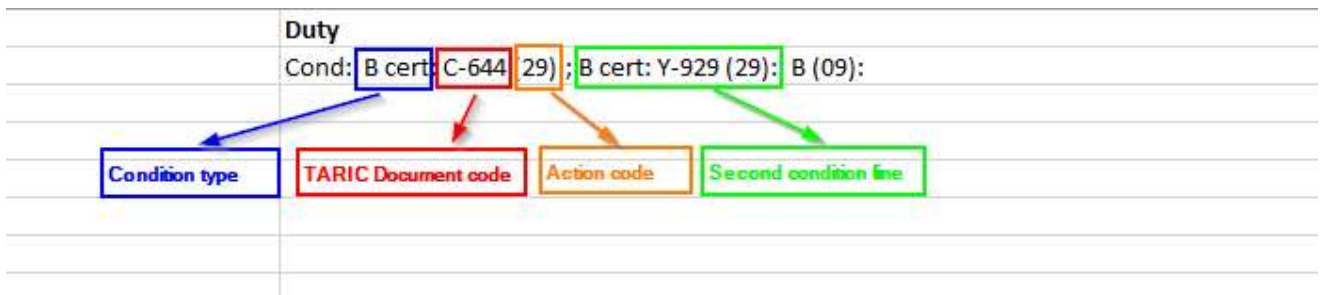 Duty
Cond: B cert: C-644 (29) ; B cert: Y-929 (29): B (09):
Condition type
TARIC Document code
Action code
Second condition line